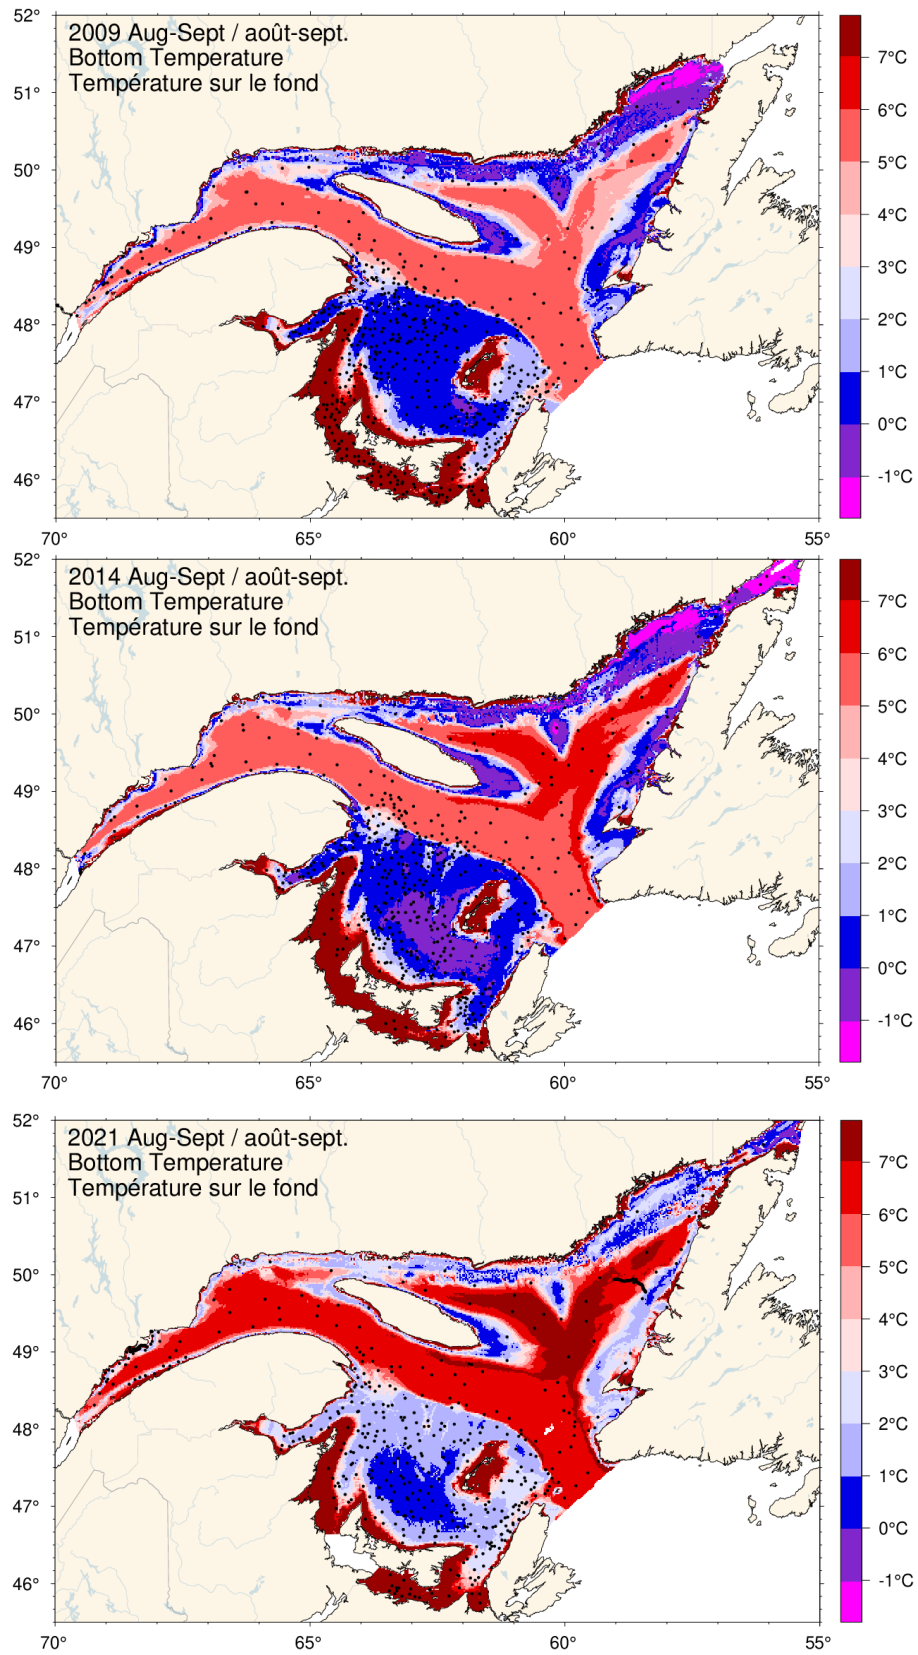 52°
51°
50°
49°
48°
47°
46°
2009 Aug-Sept / août-sept.
Bottom Temperature
Température sur le fond
70°
65°
60°
55°
7°C
6°C
5°C
4°C
3°C
2°C
1°C
0°C
-1°C
52°
51°
50°
49°
48°
47°
46°
2014 Aug-Sept / août-sept.
Bottom Temperature
Température sur le fond
70°
65°
60°
55°
7°C
6°C
5°C
4°C
3°C
2°C
1°C
0°C
-1°C
52°
51°
50°
49°
48°
47°
46°
2021 Aug-Sept / août-sept.
Bottom Temperature
Température sur le fond
70°
65°
60°
55°
7°C
6°C
5°C
4°C
3°C
2°C
1°C
0°C
-1°C